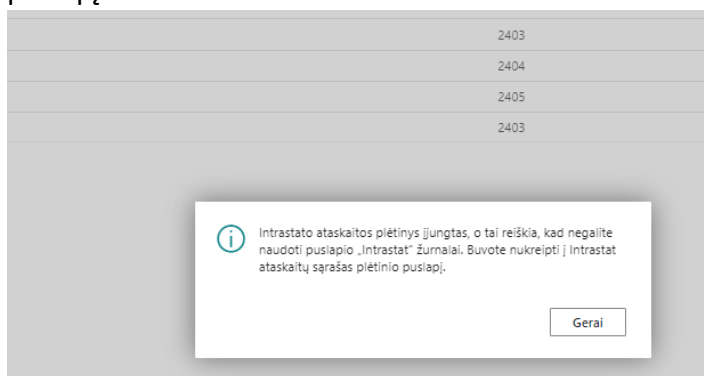 2403
2404
2405
2403
Intrastato ataskaitos plėtinys įjungtas, o tai reiškia, kad negalite
naudoti puslapio „Intrastat“ žurnalai. Buvote nukreipti į Intrastat
ataskaitų sąrašas plėtinio puslapį.
Gerai